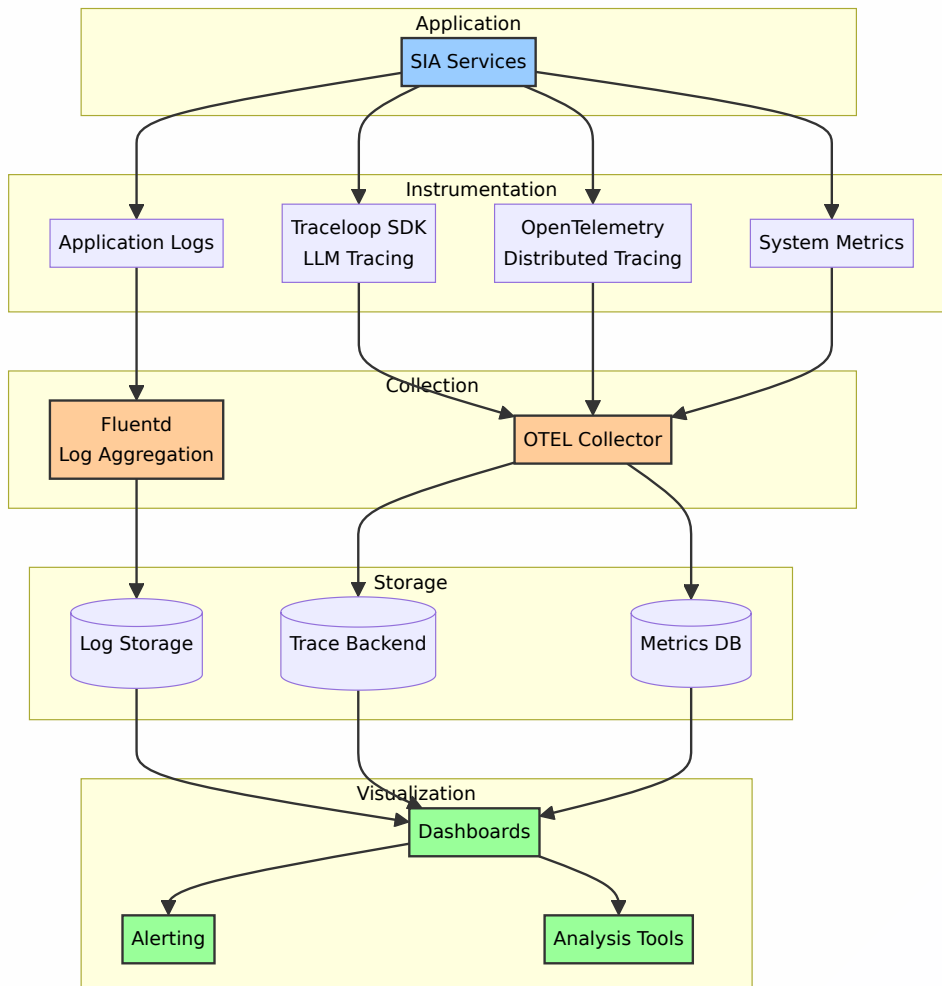 Application
SIA Services
Instrumentation
Application Logs
Traceloop SDK
LLM Tracing
OpenTelemetry
Distributed Tracing
System Metrics
Collection
Fluentd
Log Aggregation
OTEL Collector
Storage
Log Storage
Trace Backend
Metrics DB
Visualization
Dashboards
Alerting
Analysis Tools